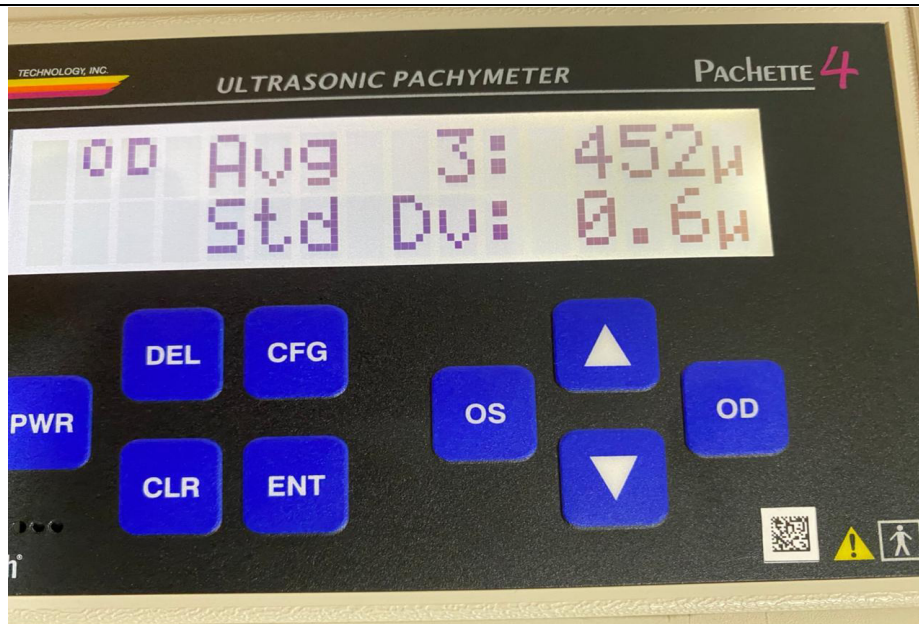 TECHNOLOGY, INC.
ULTRASONIC PACHYMETER
PACHETTE 4
OD Avg 3: 452µ
Std Dv: 0.6µ
DEL
CFG
PWR
OS
OD
CLR
ENT